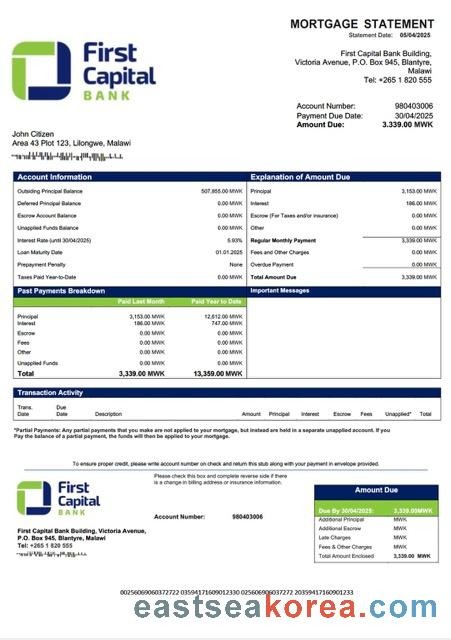 MORTGAGE STATEMENT
Statement Date: 05/04/2025
First Capital BANK
First Capital Bank Building,
Victoria Avenue, P.O. Box 945, Blantyre,
Malawi
Tel: +265 1 820 555
Account Number: 980403006
Payment Due Date: 30/04/2025
Amount Due: 3.339.00 MWK
John Citizen
Area 43 Plot 123, Lilongwe, Malawi
Account Information
Outsiding Principal Balance 507,855.00 MWK
Deferred Principal Balance 0.00 MWK
Escrow Account Balance 0.00 MWK
Unapplied Funds Balance 0.00 MWK
Interest Rate (until 30/04/2025) 5.93%
Loan Maturity Date 01.01.2025
Prepayment Penalty None
Taxes Paid Year-to-Date 0.00 MWK
Explanation of Amount Due
Principal 3,153.00 MWK
Interest 186.00 MWK
Escrow (For Taxes and/or insurance) 0.00 MWK
Other 0.00 MWK
Regular Monthly Payment 3,339.00 MWK
Fees and Other Charges 0.00 MWK
Overdue Payment 0.00 MWK
Total Amount Due 3,339.00 MWK
Past Payments Breakdown
Paid Last Month Paid Year to Date
Principal 3,153.00 MWK 12,612.00 MWK
Interest 186.00 MWK 747.00 MWK
Escrow 0.00 MWK 0.00 MWK
Fees 0.00 MWK 0.00 MWK
Other 0.00 MWK 0.00 MWK
Unapplied Funds 0.00 MWK 0.00 MWK
Total 3,339.00 MWK 13,359.00 MWK
Important Messages
Transaction Activity
Trans. Date Due Date Description Amount Principal Interest Escrow Fees Unapplied* Total
*Partial Payments: Any partial payments that you make are not applied to your mortgage, but instead are held in a separate unapplied account. If you
Pay the balance of a partial payment, the funds will then be applied to your mortgage.
To ensure proper credit, please write account number on check and return this stub along with your payment in envelope provided.
First Capital BANK
Please check this box and complete reverse side if there
is a change in billing address or insurance information.
Account Number: 980403006
First Capital Bank Building, Victoria Avenue,
P.O. Box 945, Blantyre, Malawi
Tel: +265 1 820 555
Amount Due
Due By 30/04/2025: 3,339.00MWK
Additional Principal MWK
Additional Escrow MWK
Late Charges MWK
Fees & Other Charges MWK
Total Amount Enclosed 3,339.00 MWK
eastseakorea.com